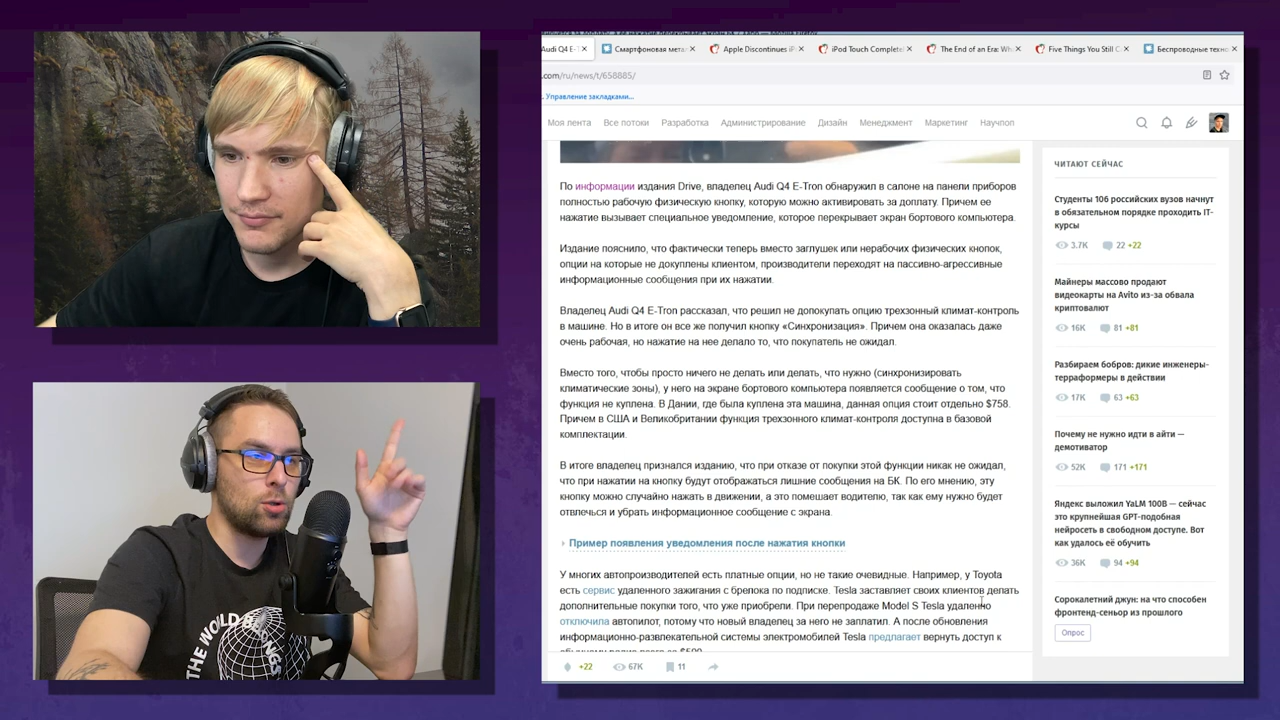 Audi Q4 E-T
Смартфоновая мета
Apple Discontinues iP
iPod Touch Complete
The End of an Era: Wh
Five Things You Still C
Беспроводные техно
.com/ru/news/t/658885/
Управление закладками...
Моя лента Все потоки Разработка Администрирование Дизайн Менеджмент Маркетинг Научпоп
По информации издания Drive, владелец Audi Q4 E-Tron обнаружил в салоне на панели приборов
полностью рабочую физическую кнопку, которую можно активировать за доплату. Причем ее
нажатие вызывает специальное уведомление, которое перекрывает экран бортового компьютера.
Издание пояснило, что фактически теперь вместо заглушек или нерабочих физических кнопок,
опции на которые не докуплены клиентом, производители переходят на пассивно-агрессивные
информационные сообщения при их нажатии.
Владелец Audi Q4 E-Tron рассказал, что решил не допокупать опцию трехзонный климат-контроль
в машине. Но в итоге он все же получил кнопку «Синхронизация». Причем она оказалась даже
очень рабочая, но нажатие на нее делало то, что покупатель не ожидал.
Вместо того, чтобы просто ничего не делать или делать, что нужно (синхронизировать
климатические зоны), у него на экране бортового компьютера появляется сообщение о том, что
функция не куплена. В Дании, где была куплена эта машина, данная опция стоит отдельно $758.
Причем в США и Великобритании функция трехзонного климат-контроля доступна в базовой
комплектации.
В итоге владелец признался изданию, что при отказе от покупки этой функции никак не ожидал,
что при нажатии на кнопку будут отображаться лишние сообщения на БК. По его мнению, эту
кнопку можно случайно нажать в движении, а это помешает водителю, так как ему нужно будет
отвлечься и убрать информационное сообщение с экрана.
Пример появления уведомления после нажатия кнопки
У многих автопроизводителей есть платные опции, но не такие очевидные. Например, у Toyota
есть сервис удаленного зажигания с брелока по подписке. Tesla заставляет своих клиентов делать
дополнительные покупки того, что уже приобрели. При перепродаже Model S Tesla удаленно
отключила автопилот, потому что новый владелец за него не заплатил. А после обновления
информационно-развлекательной системы электромобилей Tesla предлагает вернуть доступ к
+22 67K 11
ЧИТАЮТ СЕЙЧАС
Студенты 106 российских вузов начнут
в обязательном порядке проходить IT-
курсы
3.7K 22 +22
Майнеры массово продают
видеокарты на Avito из-за обвала
криптовалют
16K 81 +81
Разбираем бобров: дикие инженеры-
терраформеры в действии
17K 63 +63
Почему не нужно идти в айти —
демотиватор
52K 171 +171
Яндекс выложил YaLM 100B — сейчас
это крупнейшая GPT-подобная
нейросеть в свободном доступе. Вот
как удалось её обучить
36K 94 +94
Сорокалетний джун: на что способен
фронтенд-сеньор из прошлого
Опрос
THE WORLD BE